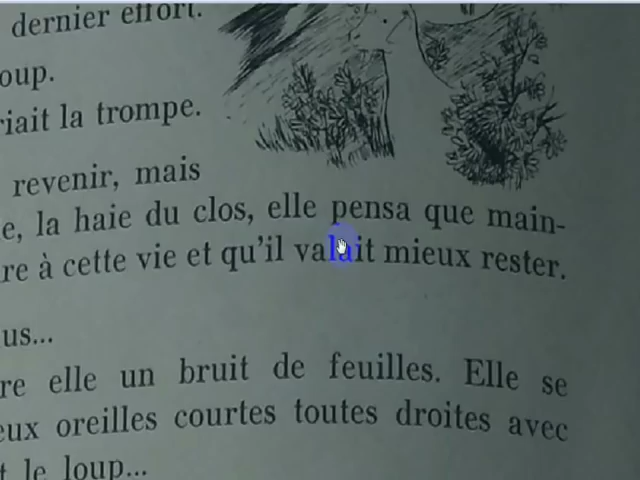 dernier effort.
oup.
riait la trompe.
revenir, mais
e, la haie du clos, elle pensa que main-
re à cette vie et qu'il valait mieux rester.
us...
re elle un bruit de feuilles. Elle se
eux oreilles courtes toutes droites avec
t le loup...